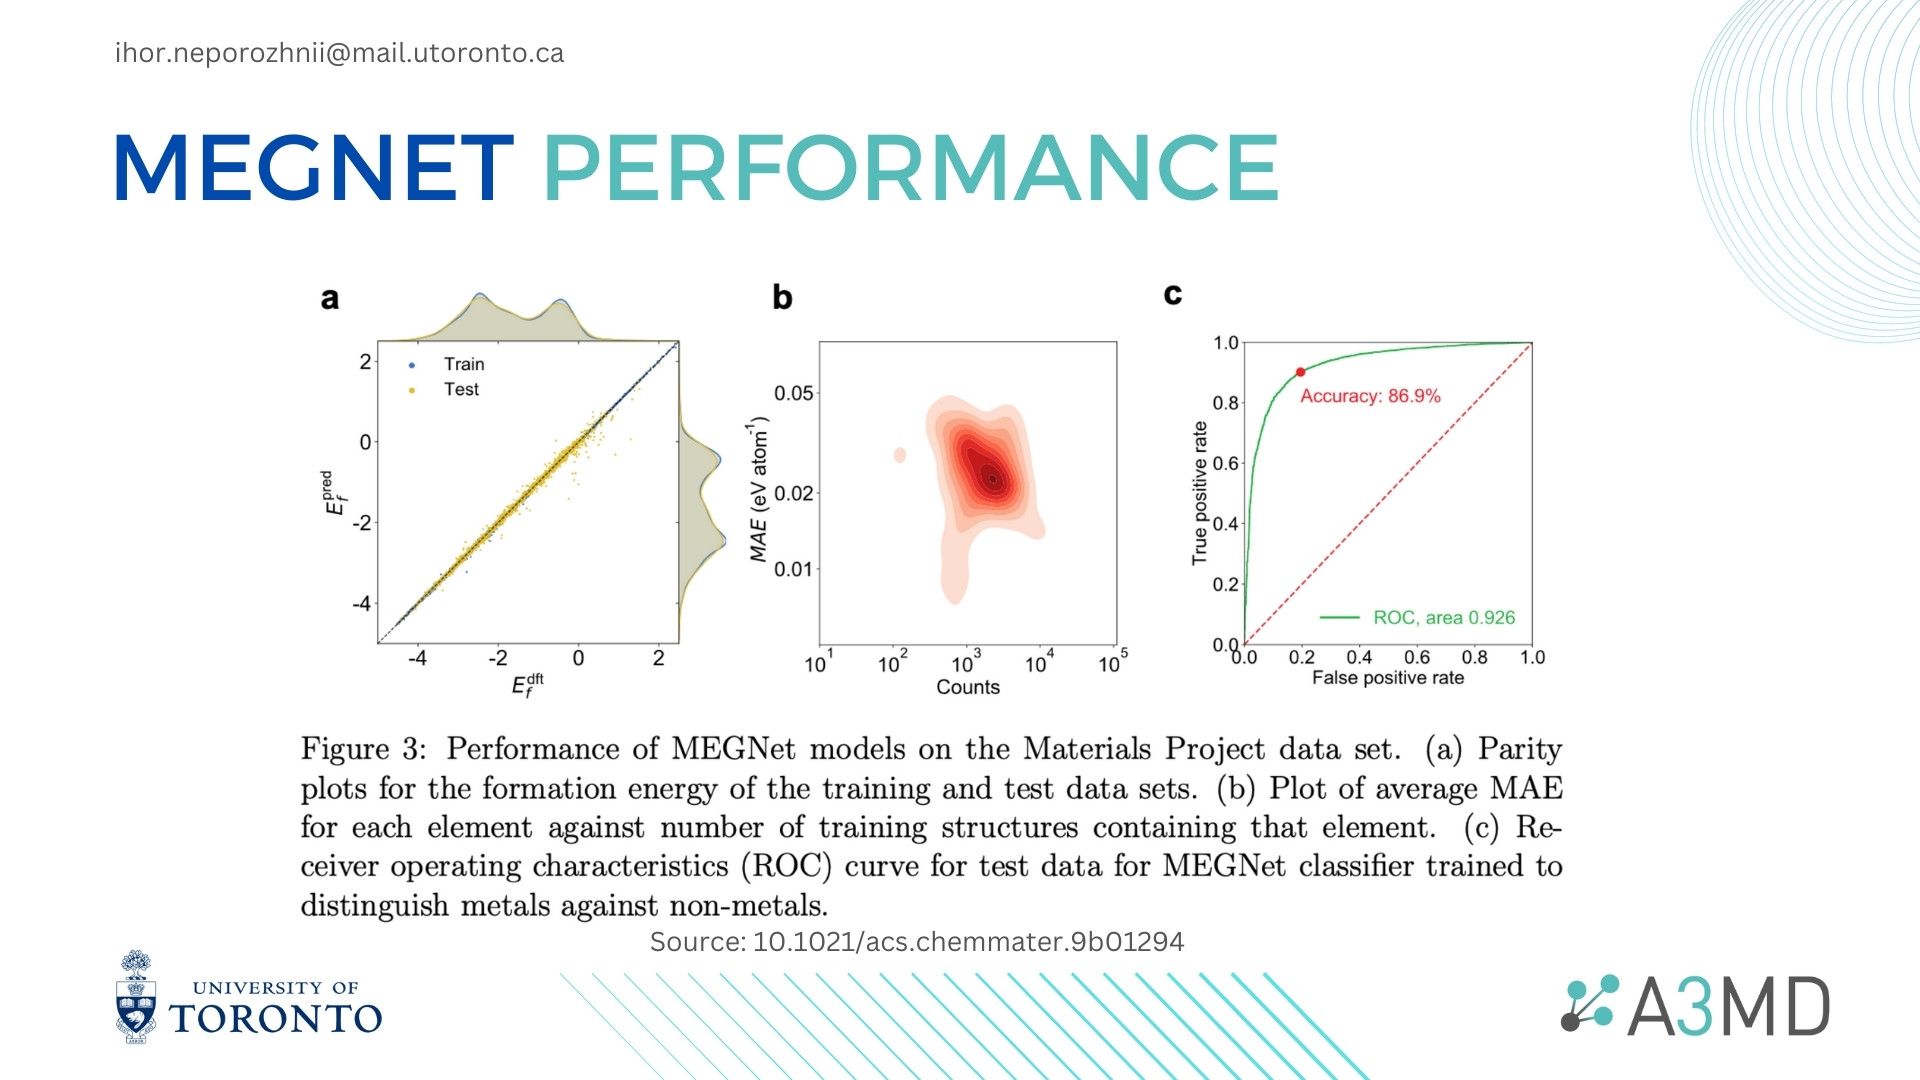 ihor.neporozhnii@mail.utoronto.ca
MEGNET PERFORMANCE
a
Train
Test
2
0
-2
-4
E_f^pred
-4 -2 0 2
E_f^dft
b
0.05
0.02
0.01
MAE (eV atom^-1)
10^1 10^2 10^3 10^4 10^5
Counts
c
1.0
0.8
0.6
0.4
0.2
0.0
True positive rate
Accuracy: 86.9%
ROC, area 0.926
0.0 0.2 0.4 0.6 0.8 1.0
False positive rate
Figure 3: Performance of MEGNet models on the Materials Project data set. (a) Parity
plots for the formation energy of the training and test data sets. (b) Plot of average MAE
for each element against number of training structures containing that element. (c) Re-
ceiver operating characteristics (ROC) curve for test data for MEGNet classifier trained to
distinguish metals against non-metals.
Source: 10.1021/acs.chemmater.9b01294
UNIVERSITY OF
TORONTO
A3MD